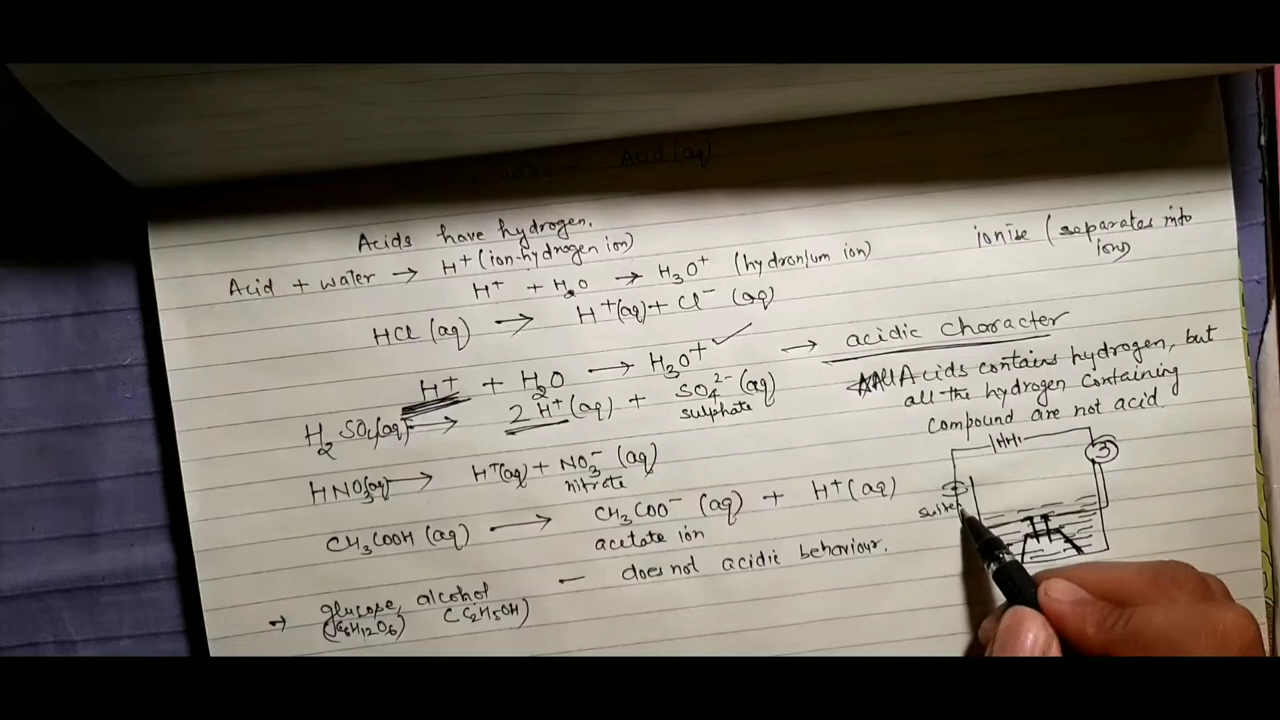 Acid (aq)
Acids have hydrogen.
Acid + water → H⁺ (ion-hydrogen ion)
ionise (separates into ions)
H⁺ + H₂O → H₃O⁺ (hydronium ion)
HCl (aq) → H⁺(aq) + Cl⁻ (aq)
H⁺ + H₂O → H₃O⁺ ✓ → acidic character
H₂SO₄(aq) → 2H⁺(aq) + SO₄²⁻ (aq)
sulphate
All Acids contains hydrogen, but
all the hydrogen containing
compound are not acid.
HNO₃(aq) → H⁺(aq) + NO₃⁻ (aq)
nitrate
CH₃COOH (aq) → CH₃COO⁻ (aq) + H⁺(aq)
acetate ion
→ glucose, alcohol — does not acidic behaviour.
(C₆H₁₂O₆) (C₂H₅OH)